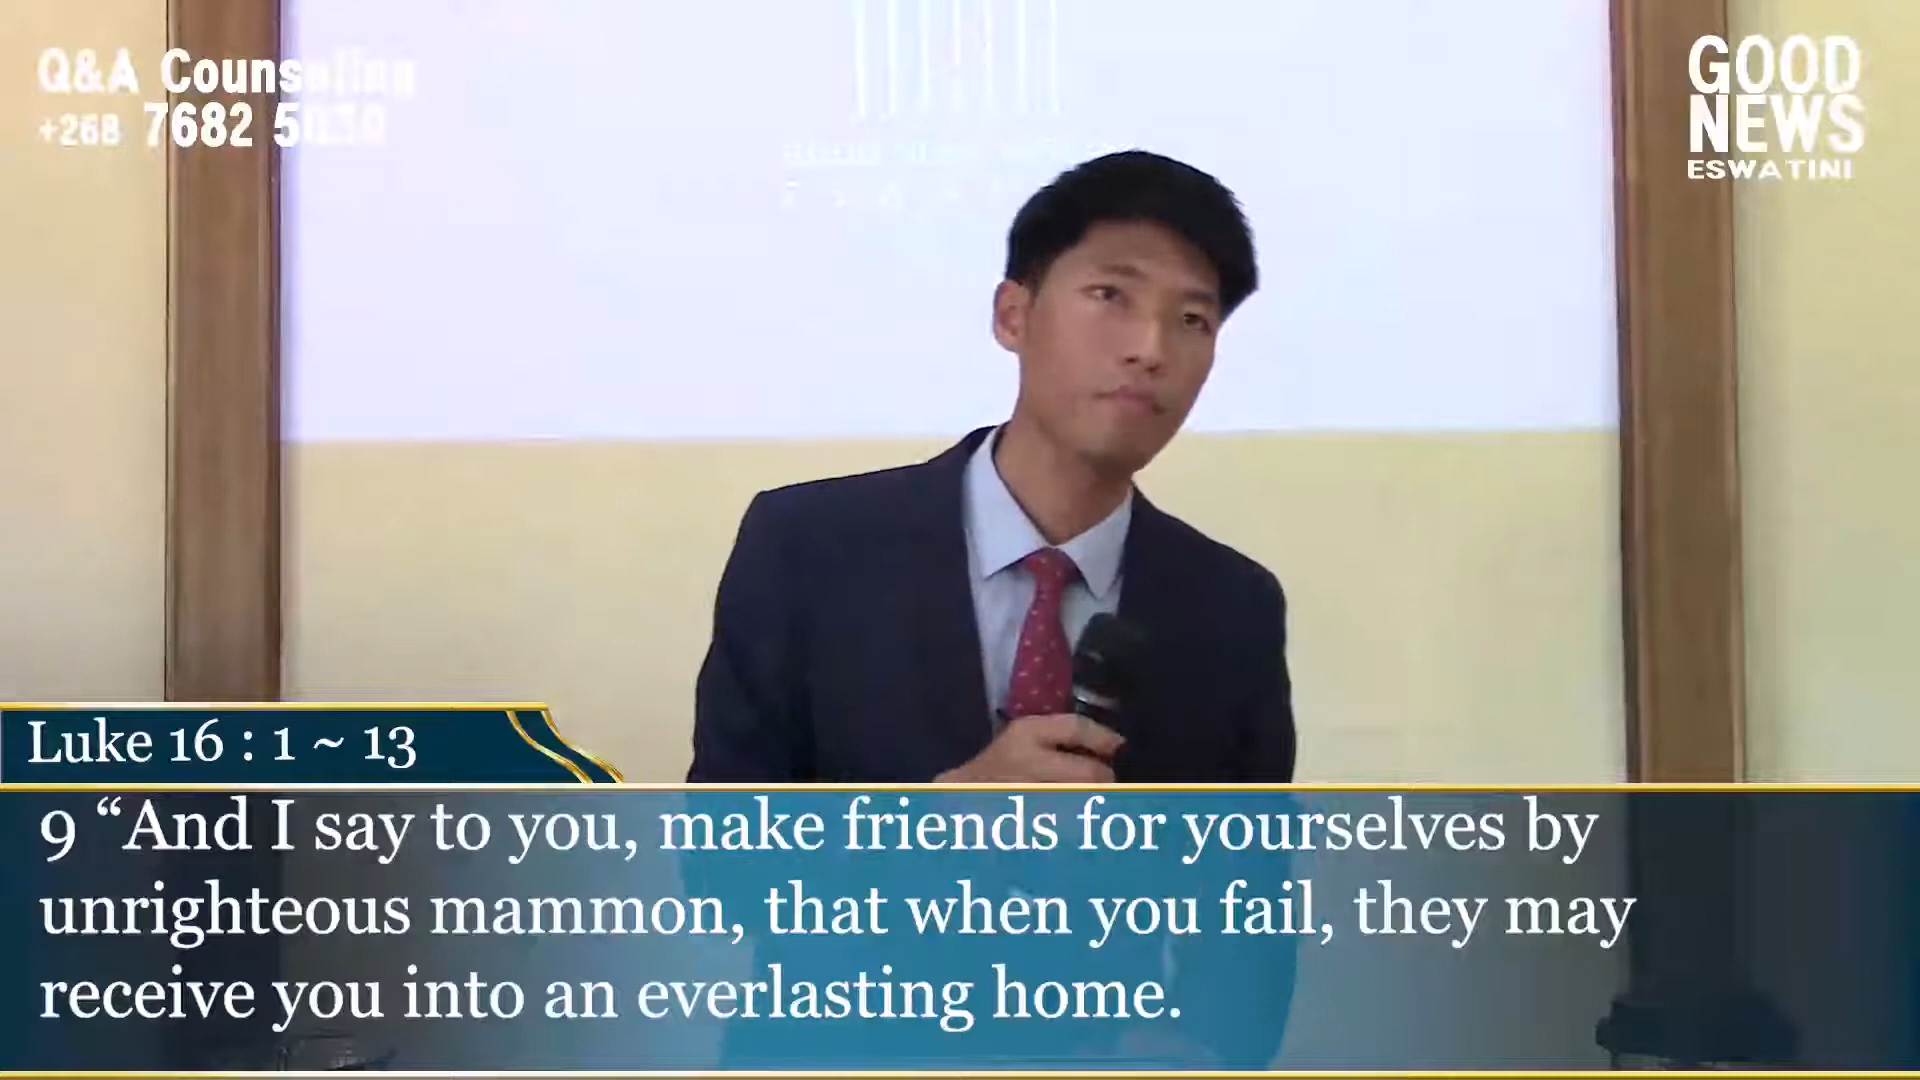 Q&A Counseling
+268 7682 5
GOOD
NEWS
ESWATINI
Luke 16 : 1 ~ 13
9 “And I say to you, make friends for yourselves by
unrighteous mammon, that when you fail, they may
receive you into an everlasting home.